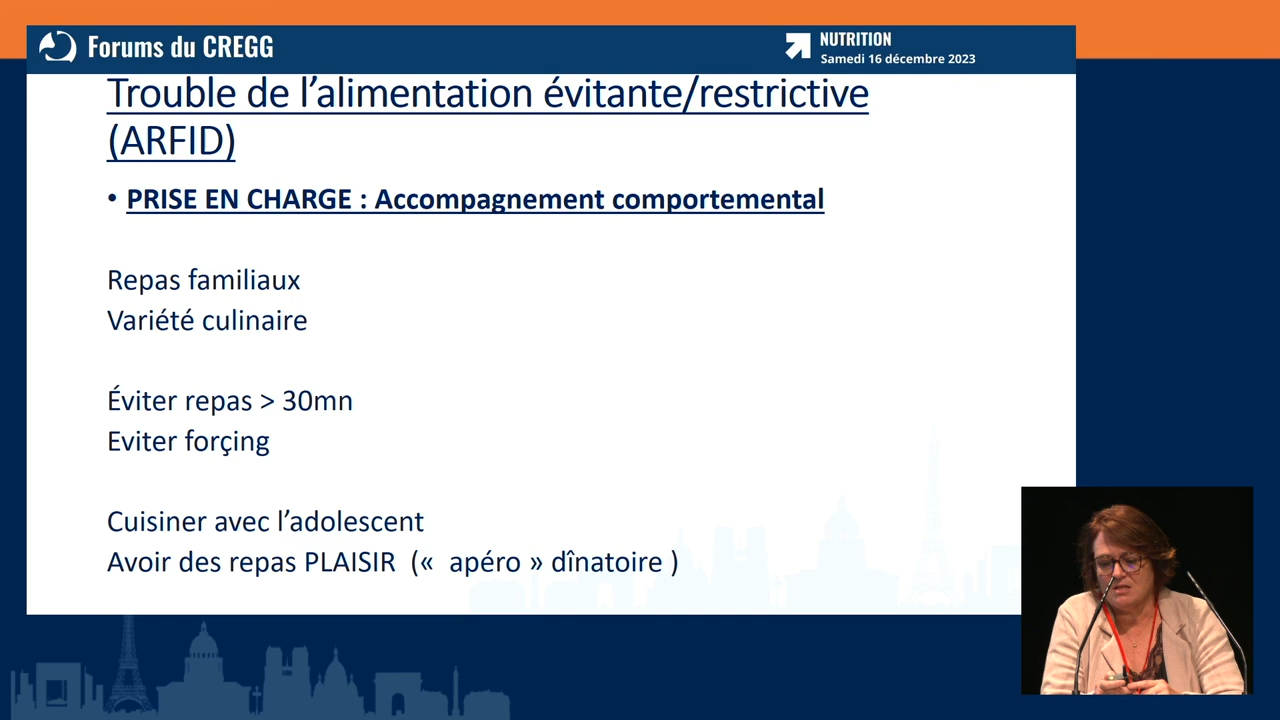 Forums du CREGG
NUTRITION
Samedi 16 décembre 2023
Trouble de l’alimentation évitante/restrictive
(ARFID)
• PRISE EN CHARGE : Accompagnement comportemental
Repas familiaux
Variété culinaire
Éviter repas > 30mn
Eviter forçing
Cuisiner avec l’adolescent
Avoir des repas PLAISIR (« apéro » dînatoire )